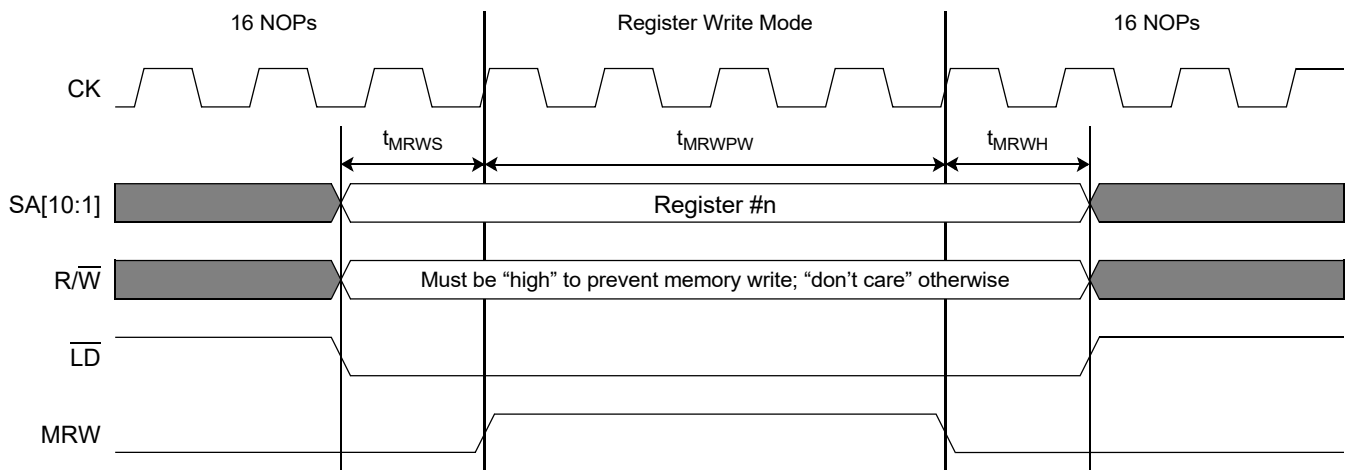 16 NOPs Register Write Mode 16 NOPs
CK
tMRWS tMRWPW tMRWH
SA[10:1] Register #n
R/W̅ Must be “high” to prevent memory write; “don’t care” otherwise
L̅D̅
MRW